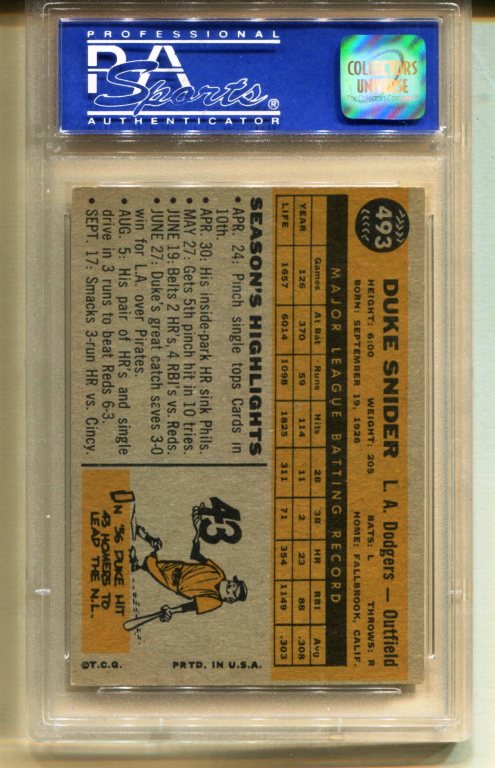 PROFESSIONAL
PSA
Sports®
AUTHENTICATOR
COLLECTORS
UNIVERSE
The Collectors Company
493
DUKE SNIDER L. A. Dodgers — Outfield
HEIGHT: 6:00 WEIGHT: 205 BATS: L THROWS: R
BORN: SEPTEMBER 19, 1926 HOME: FALLBROOK, CALIF.
MAJOR LEAGUE BATTING RECORD
Games At Bat Runs Hits 2B 3B HR RBI Avg
YEAR 126 370 59 114 11 2 23 88 .308
LIFE 1657 6014 1098 1825 311 71 354 1149 .303
SEASON'S HIGHLIGHTS
• APR. 24: Pinch single tops Cards in
10th.
• APR. 30: His inside-park HR sink Phils.
• MAY 27: Gets 5th pinch hit in 10 tries.
• JUNE 19: Belts 2 HR's, 4 RBI's vs. Reds.
• JUNE 27: Duke's great catch saves 3-0
win for L.A. over Pirates.
• AUG. 5: His pair of HR's and single
drive in 3 runs to beat Reds 6-3.
• SEPT. 17: Smacks 3-run HR vs. Cincy.
43
IN '56 DUKE HIT
43 HOMERS TO
LEAD THE N.L.
©T.C.G. PRTD. IN U.S.A.